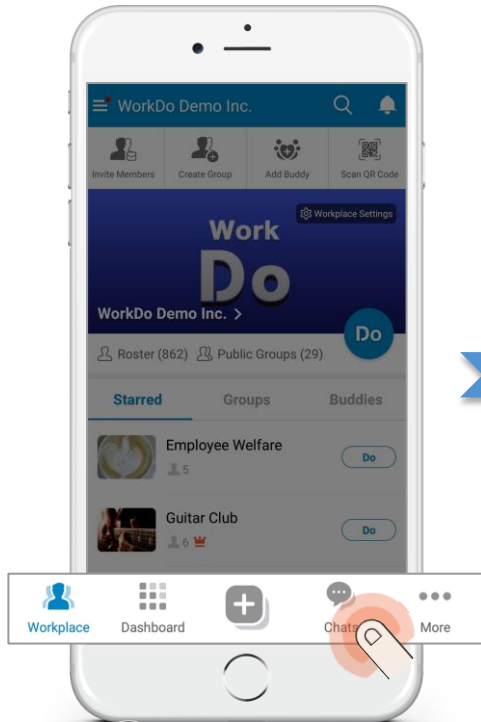 WorkDo Demo Inc.
Invite Members Create Group Add Buddy Scan QR Code
Workplace Settings
Work
Do
WorkDo Demo Inc. >
Do
Roster (862) Public Groups (29)
Starred Groups Buddies
Employee Welfare
5
Do
Guitar Club
6
Do
Workplace Dashboard Chats More